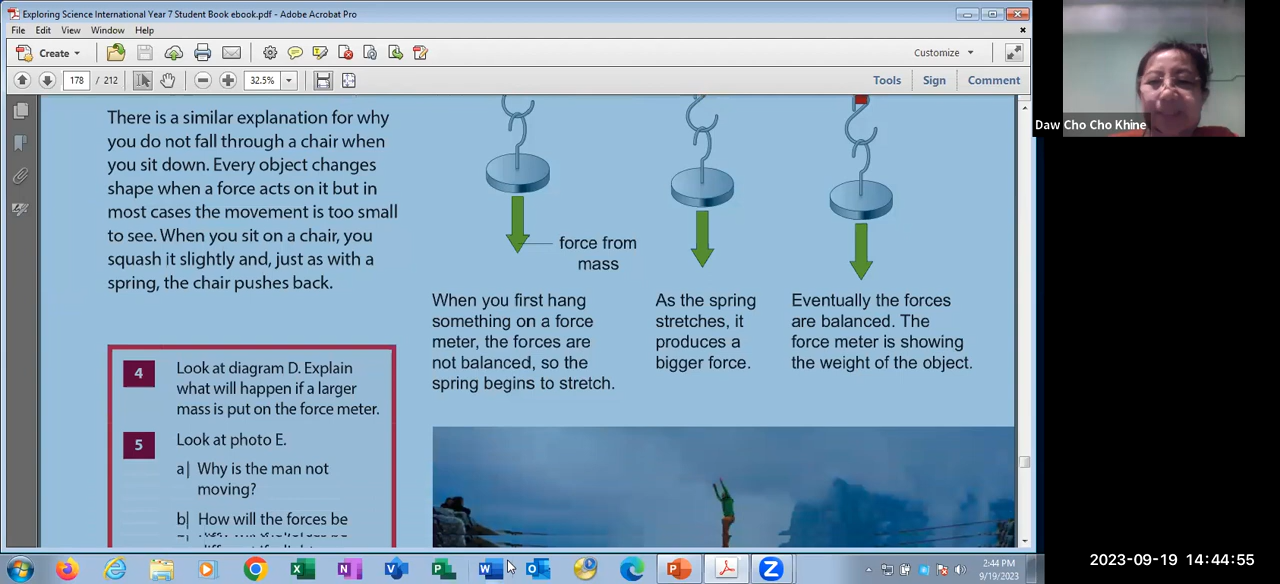 Exploring Science International Year 7 Student Book ebook.pdf - Adobe Acrobat Pro
File Edit View Window Help
Create
Customize
178 / 212
32.5%
Tools Sign Comment
There is a similar explanation for why
you do not fall through a chair when
you sit down. Every object changes
shape when a force acts on it but in
most cases the movement is too small
to see. When you sit on a chair, you
squash it slightly and, just as with a
spring, the chair pushes back.
4 Look at diagram D. Explain
what will happen if a larger
mass is put on the force meter.
5 Look at photo E.
a| Why is the man not
moving?
b| How will the forces be
force from
mass
When you first hang
something on a force
meter, the forces are
not balanced, so the
spring begins to stretch.
As the spring
stretches, it
produces a
bigger force.
Eventually the forces
are balanced. The
force meter is showing
the weight of the object.
Daw Cho Cho Khine
2:44 PM
9/19/2023
2023-09-19 14:44:55